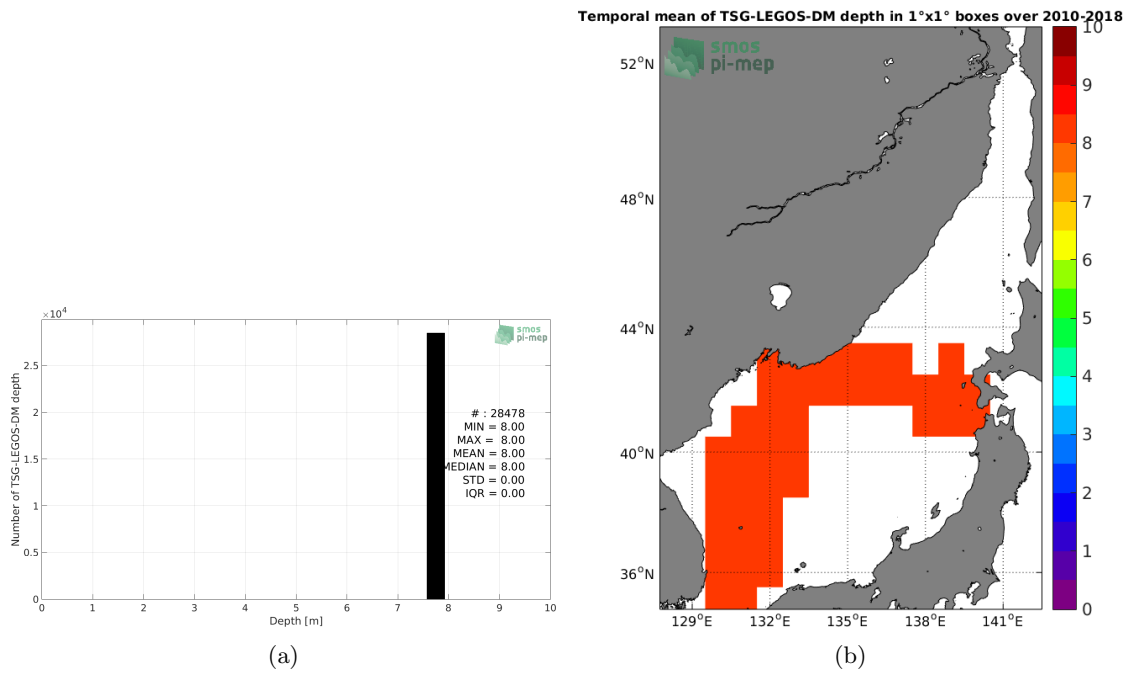 Temporal mean of TSG-LEGOS-DM depth in 1°x1° boxes over 2010-2018
×10⁴
2.5
2
1.5
1
0.5
0
Number of TSG-LEGOS-DM depth
smos
pi-mep
# : 28478
MIN = 8.00
MAX = 8.00
MEAN = 8.00
MEDIAN = 8.00
STD = 0.00
IQR = 0.00
0 1 2 3 4 5 6 7 8 9 10
Depth [m]
(a)
smos
pi-mep
52°N
48°N
44°N
40°N
36°N
129°E 132°E 135°E 138°E 141°E
10
9
8
7
6
5
4
3
2
1
0
(b)